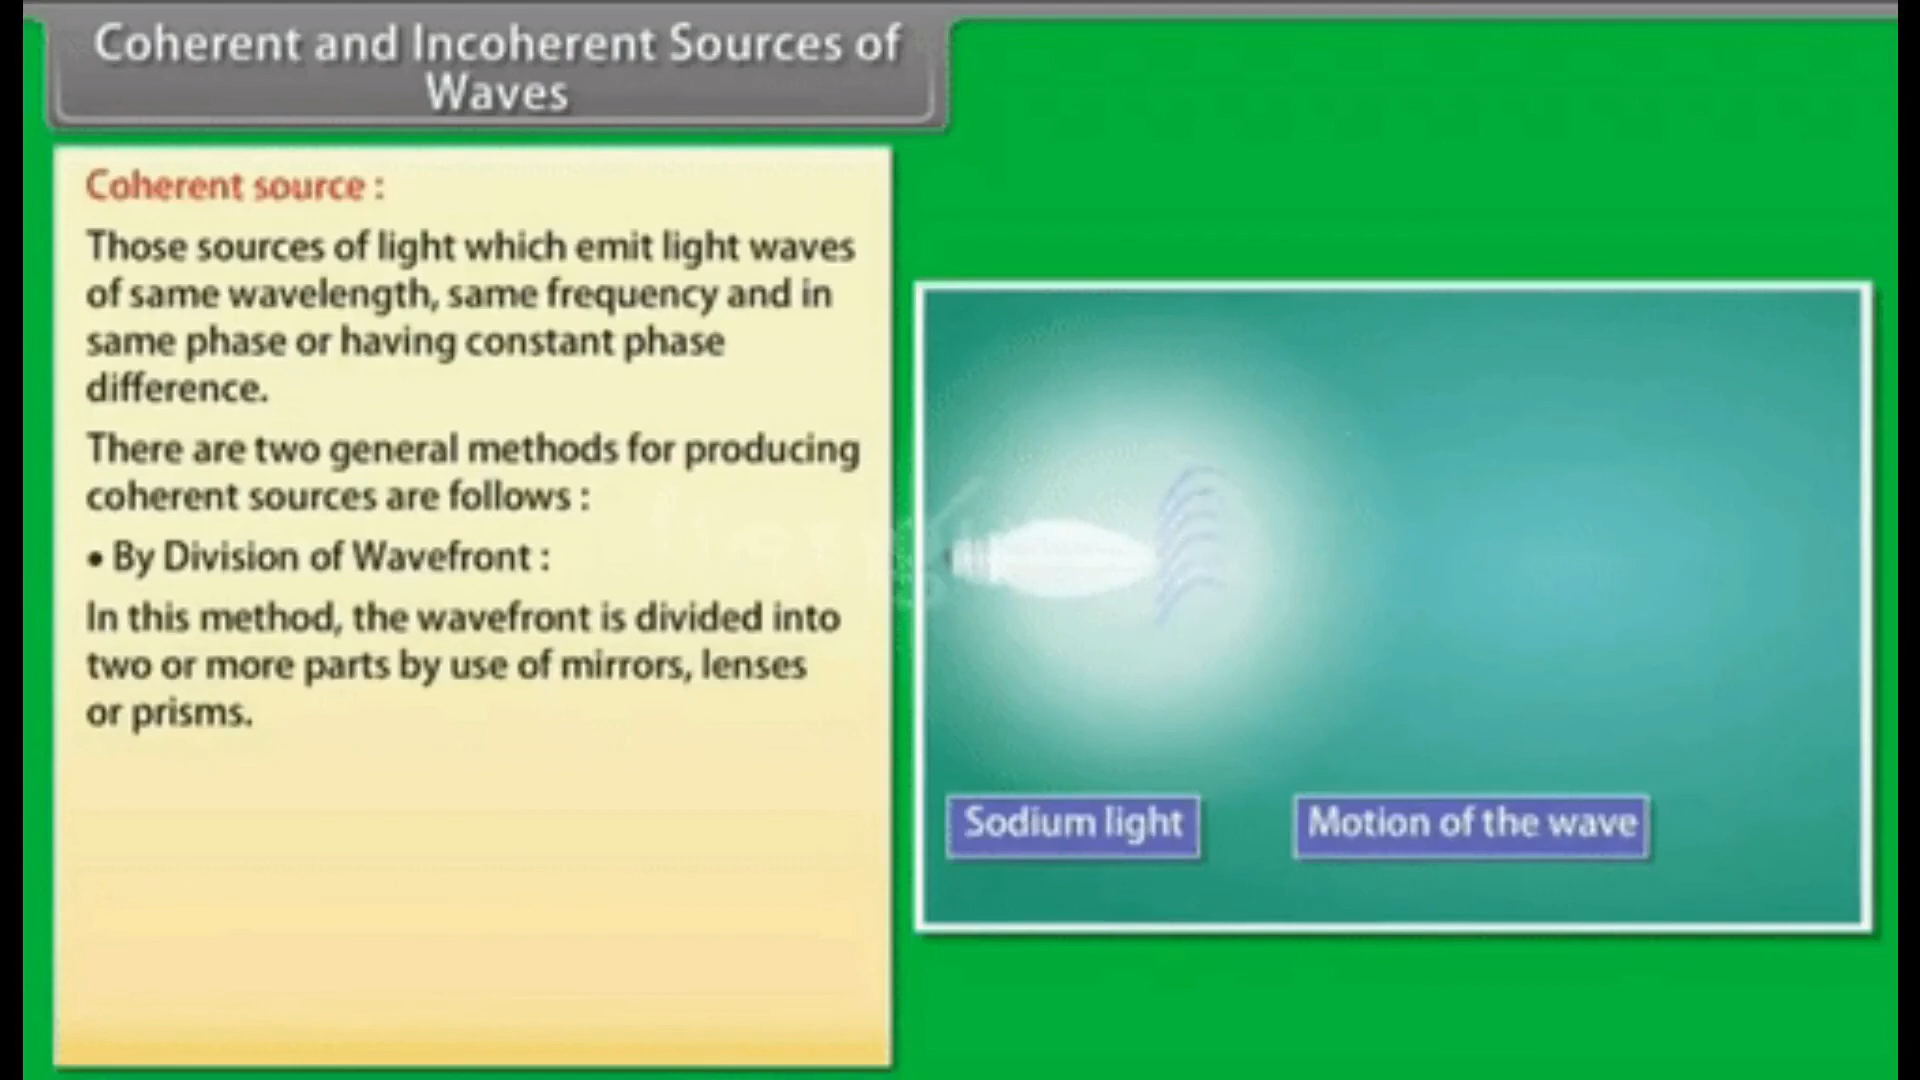 Coherent and Incoherent Sources of
Waves
Coherent source :
Those sources of light which emit light waves
of same wavelength, same frequency and in
same phase or having constant phase
difference.
There are two general methods for producing
coherent sources are follows :
• By Division of Wavefront :
In this method, the wavefront is divided into
two or more parts by use of mirrors, lenses
or prisms.
Sodium light
Motion of the wave